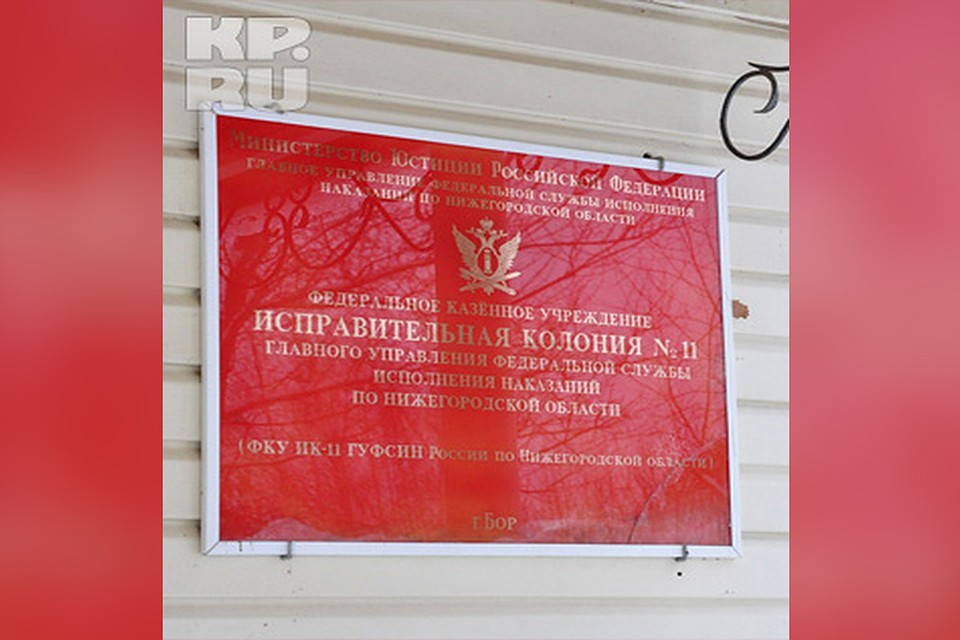 KP.
RU
Министерство Юстиции Российской Федерации
ГЛАВНОЕ УПРАВЛЕНИЕ ФЕДЕРАЛЬНОЙ СЛУЖБЫ ИСПОЛНЕНИЯ
НАКАЗАНИЙ ПО НИЖЕГОРОДСКОЙ ОБЛАСТИ
ФЕДЕРАЛЬНОЕ КАЗЁННОЕ УЧРЕЖДЕНИЕ
ИСПРАВИТЕЛЬНАЯ КОЛОНИЯ №11
ГЛАВНОГО УПРАВЛЕНИЯ ФЕДЕРАЛЬНОЙ СЛУЖБЫ
ИСПОЛНЕНИЯ НАКАЗАНИЙ
ПО НИЖЕГОРОДСКОЙ ОБЛАСТИ
(ФКУ ИК-11 ГУФСИН России по Нижегородской области)
г.Бор